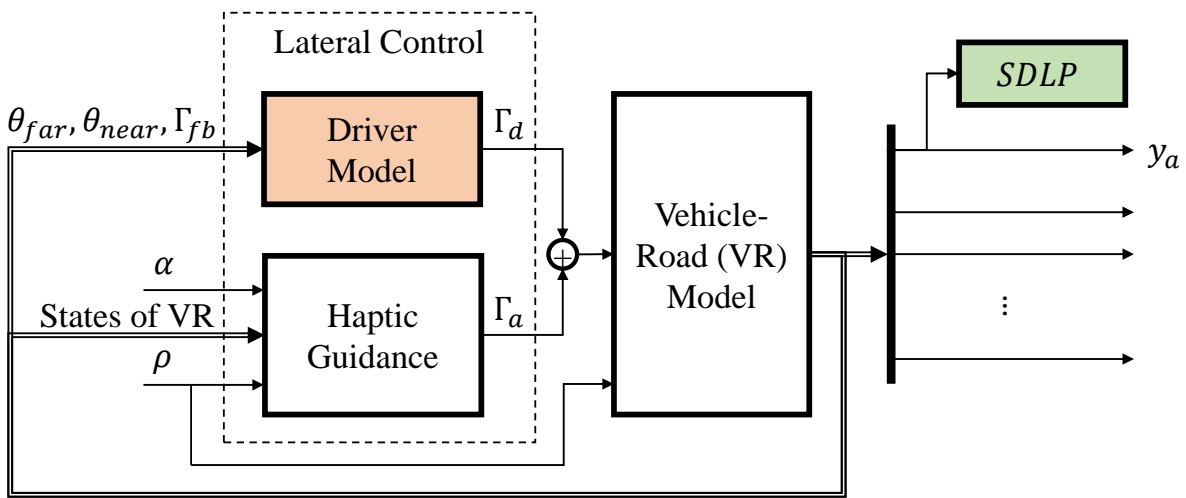 Lateral Control
SDLP
θ_far, θ_near, Γ_fb
Driver
Model
Γ_d
y_a
Vehicle-
Road (VR)
Model
+
α
States of VR
Haptic
Guidance
Γ_a
ρ
⋮